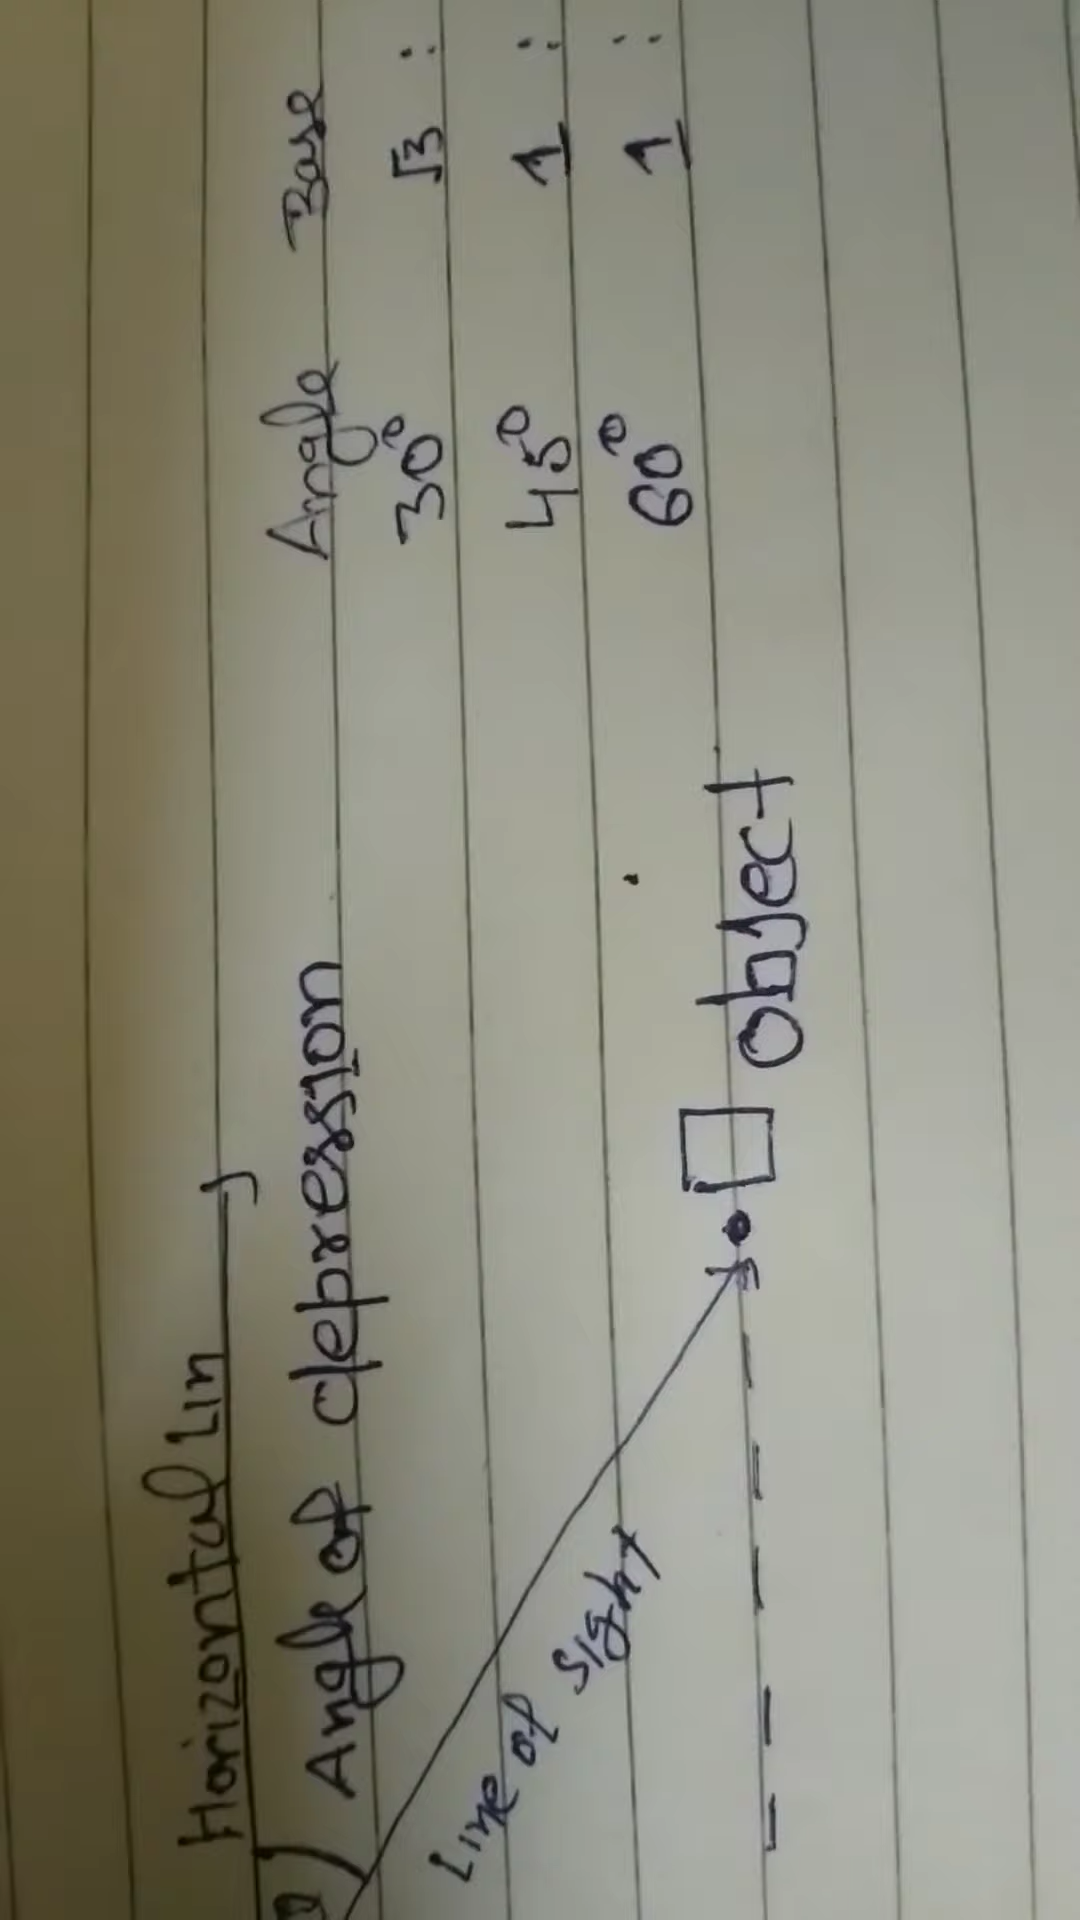 Horizontal Lin
Angle of depression
Line of sight
object
Angle Base
30° √3 :
45° 1 :
60° 1 :